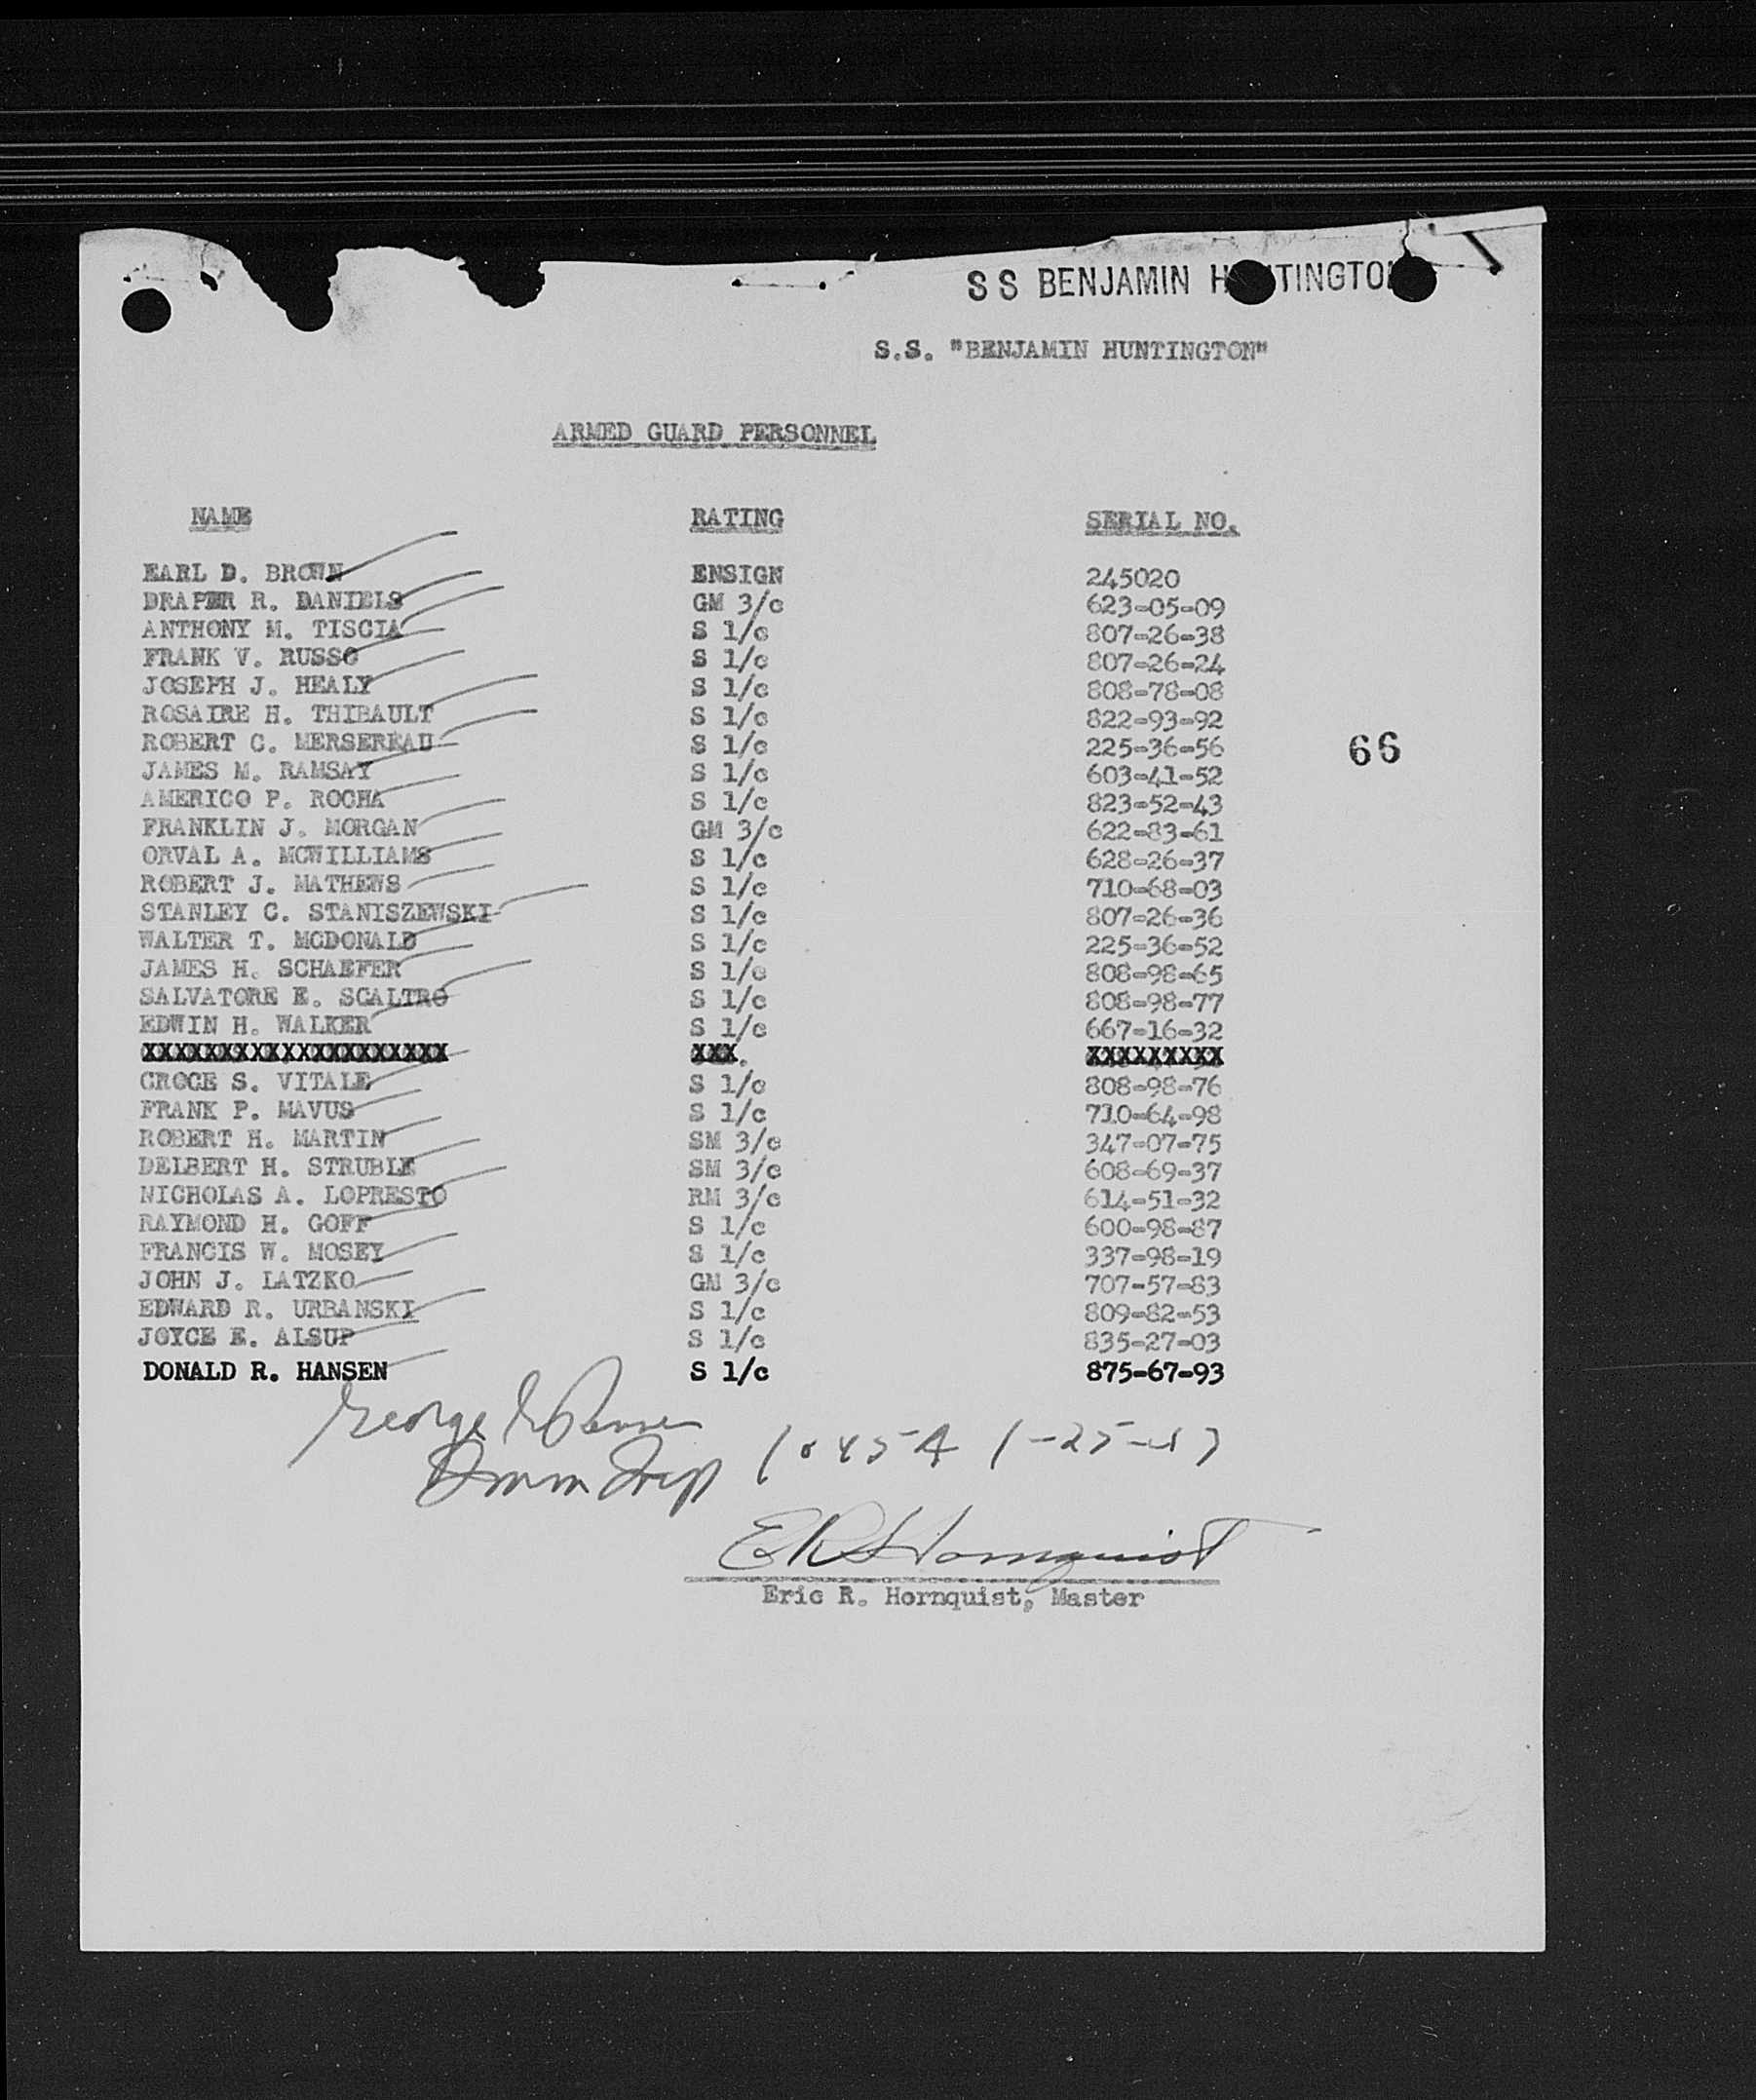 SS BENJAMIN H TINGTO
S.S. "BENJAMIN HUNTINGTON"
ARMED GUARD PERSONNEL
NAME RATING SERIAL NO.
EARL D. BROWN ENSIGN 245020
DRAPER R. DANIELS GM 3/c 623-05-09
ANTHONY M. TISCIA S 1/c 807-26-38
FRANK V. RUSSO S 1/c 807-26-24
JOSEPH J. HEALY S 1/c 808-78-08
ROSAIRE H. THIBAULT S 1/c 822-93-92
ROBERT C. MERSEREAU S 1/c 225-36-56
66
JAMES M. RAMSAY S 1/c 603-41-52
AMERICO P. ROCHA S 1/c 823-52-43
FRANKLIN J. MORGAN GM 3/c 622-83-61
ORVAL A. MCWILLIAMS S 1/c 628-26-37
ROBERT J. MATHEWS S 1/c 710-68-03
STANLEY C. STANISZEWSKI S 1/c 807-26-36
WALTER T. MCDONALD S 1/c 225-36-52
JAMES H. SCHAEFER S 1/c 808-98-65
SALVATORE E. SCALTRO S 1/c 808-98-77
EDWIN H. WALKER S 1/c 667-16-32
XXXXXXXXXXXXXXXXXXXX XXX. XXXXXXXXX
CROCE S. VITALE S 1/c 808-98-76
FRANK P. MAVUS S 1/c 710-64-98
ROBERT H. MARTIN SM 3/c 347-07-75
DELBERT H. STRUBLE SM 3/c 608-69-37
NICHOLAS A. LOPRESTO RM 3/c 614-51-32
RAYMOND H. GOFF S 1/c 600-98-87
FRANCIS W. MOSEY S 1/c 337-98-19
JOHN J. LATZKO GM 3/c 707-57-83
EDWARD R. URBANSKI S 1/c 809-82-53
JOYCE E. ALSUP S 1/c 835-27-03
DONALD R. HANSEN S 1/c 875-67-93
George
Imm Insp 1045A
E R Hornquist
Eric R. Hornquist, Master